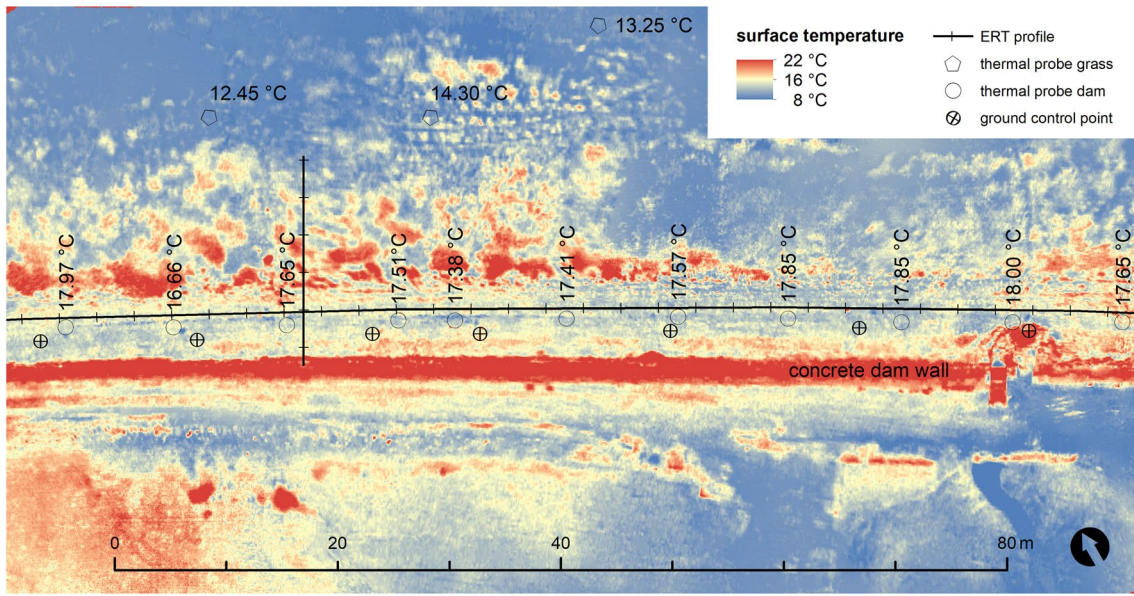 13.25 °C
12.45 °C
14.30 °C
surface temperature
22 °C
16 °C
8 °C
ERT profile
thermal probe grass
thermal probe dam
ground control point
17.97 °C
16.66 °C
17.65 °C
17.51 °C
17.38 °C
17.41 °C
17.57 °C
17.85 °C
17.85 °C
18.00 °C
17.65 °C
concrete dam wall
0
20
40
80 m